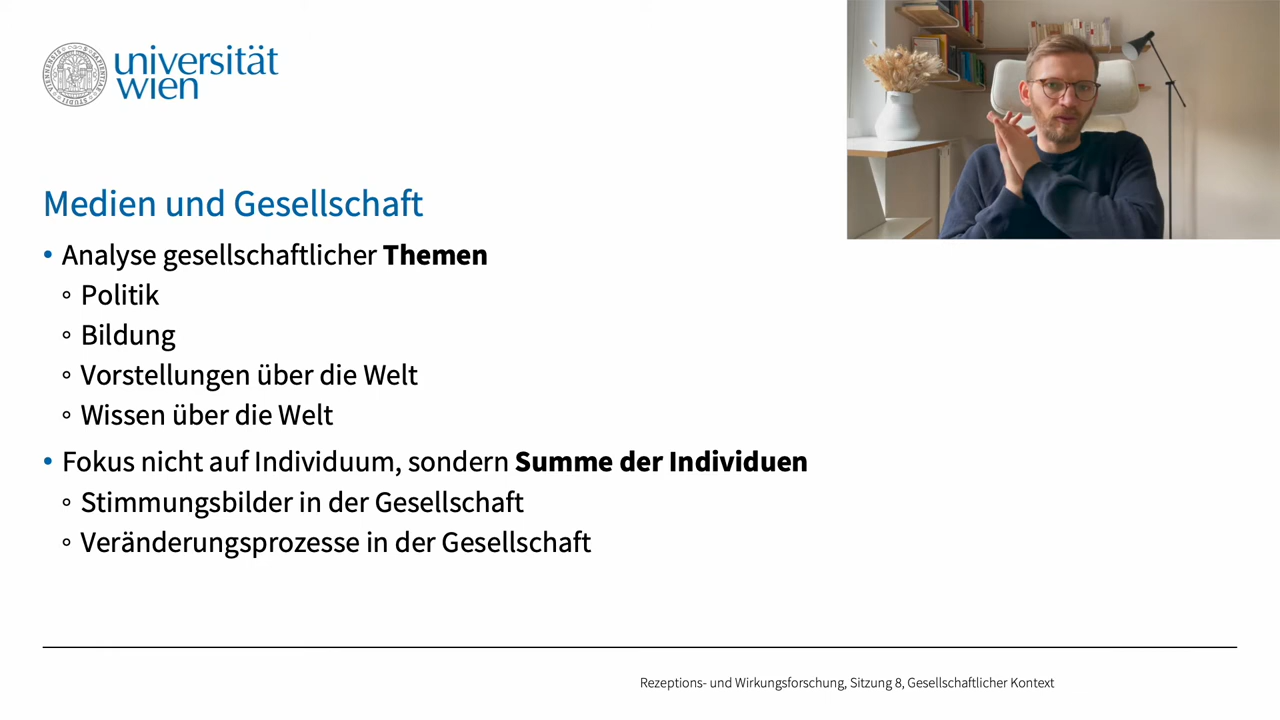 universität
wien
Medien und Gesellschaft
• Analyse gesellschaftlicher Themen
◦ Politik
◦ Bildung
◦ Vorstellungen über die Welt
◦ Wissen über die Welt
• Fokus nicht auf Individuum, sondern Summe der Individuen
◦ Stimmungsbilder in der Gesellschaft
◦ Veränderungsprozesse in der Gesellschaft
Rezeptions- und Wirkungsforschung, Sitzung 8, Gesellschaftlicher Kontext